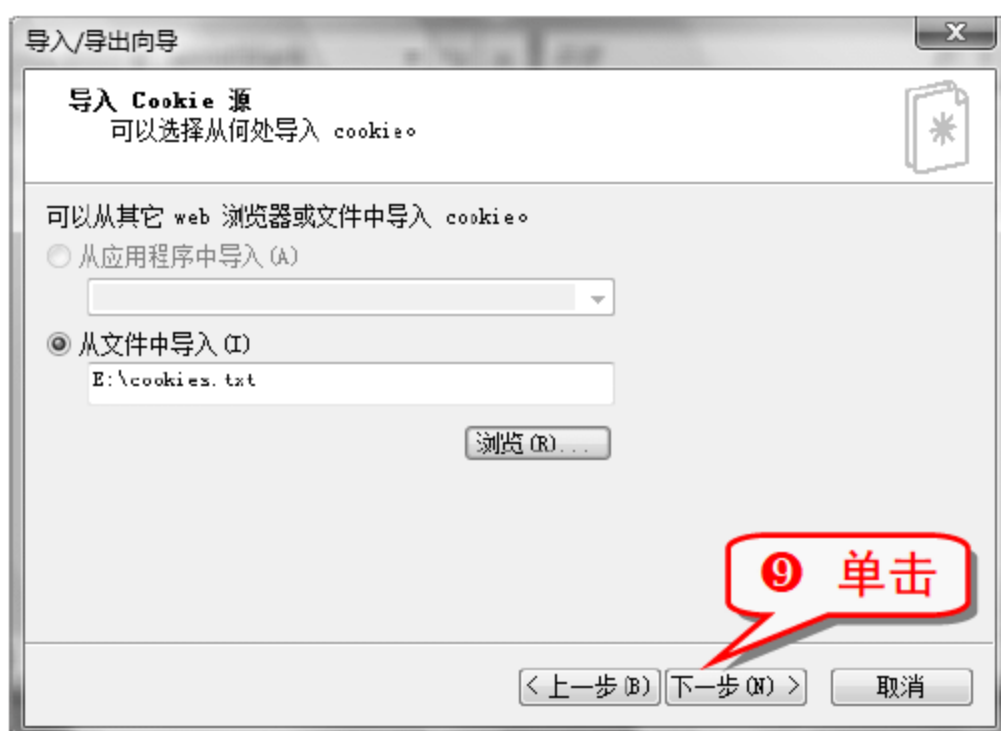 导入/导出向导
导入 Cookie 源
可以选择从何处导入 cookie。
可以从其它 web 浏览器或文件中导入 cookie。
从应用程序中导入(A)
从文件中导入(I)
E:\cookies.txt
浏览(R)...
❾ 单击
< 上一步(B) 下一步(N) > 取消